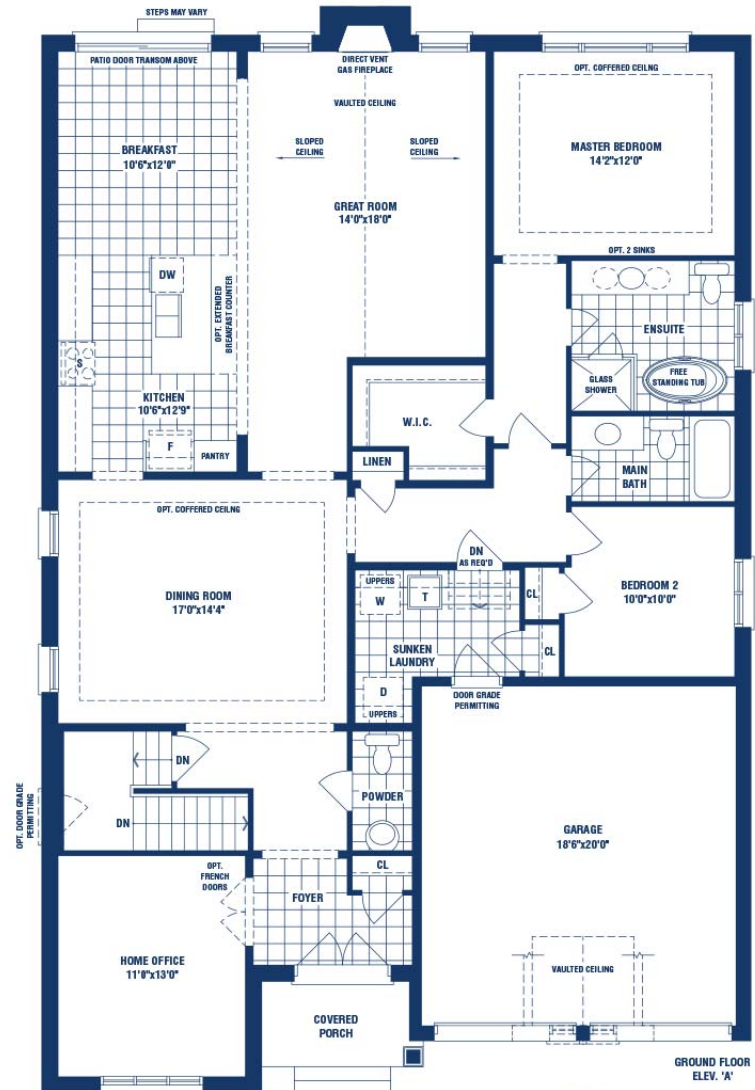 STEPS MAY VARY
PATIO DOOR TRANSOM ABOVE
DIRECT VENT
GAS FIREPLACE
VAULTED CEILING
OPT. COFFERED CEILNG
BREAKFAST
10'6"x12'0"
SLOPED
CEILING
SLOPED
CEILING
MASTER BEDROOM
14'2"x12'0"
GREAT ROOM
14'0"x18'0"
OPT. 2 SINKS
DW
OPT. EXTENDED
BREAKFAST COUNTER
ENSUITE
S
GLASS
SHOWER
FREE
STANDING TUB
KITCHEN
10'6"x12'9"
W.I.C.
F
PANTRY
LINEN
MAIN
BATH
OPT. COFFERED CEILNG
DN
AS REQ'D
DINING ROOM
17'0"x14'4"
UPPERS
W
T
CL
BEDROOM 2
10'0"x10'0"
SUNKEN
LAUNDRY
CL
D
UPPERS
DOOR GRADE
PERMITTING
DN
OPT. DOOR GRADE
PERMITTING
DN
POWDER
GARAGE
18'6"x20'0"
OPT.
FRENCH
DOORS
CL
FOYER
HOME OFFICE
11'0"x13'0"
VAULTED CEILING
COVERED
PORCH
GROUND FLOOR
ELEV. 'A'